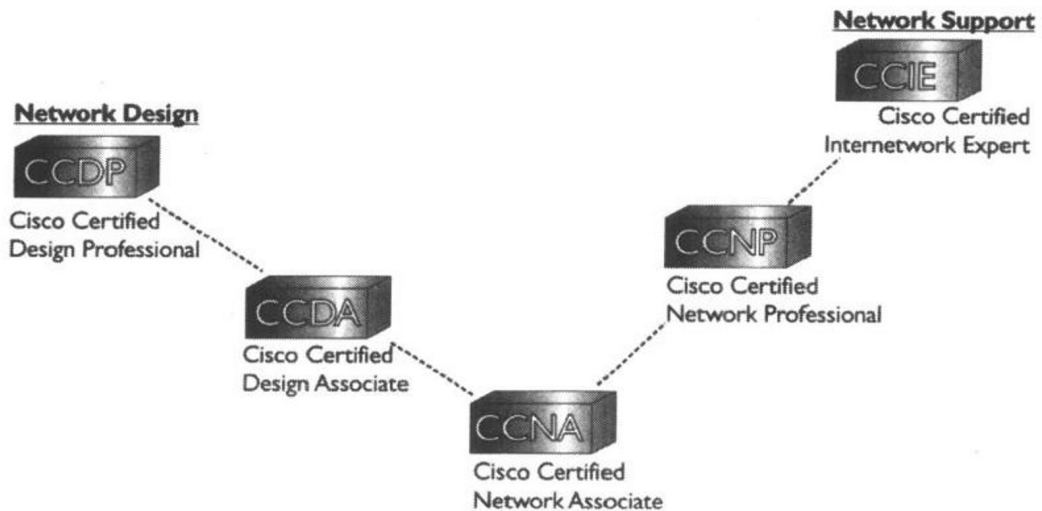 Network Support
CCIE
Cisco Certified
Internetwork Expert
Network Design
CCDP
Cisco Certified
Design Professional
CCNP
Cisco Certified
Network Professional
CCDA
Cisco Certified
Design Associate
CCNA
Cisco Certified
Network Associate